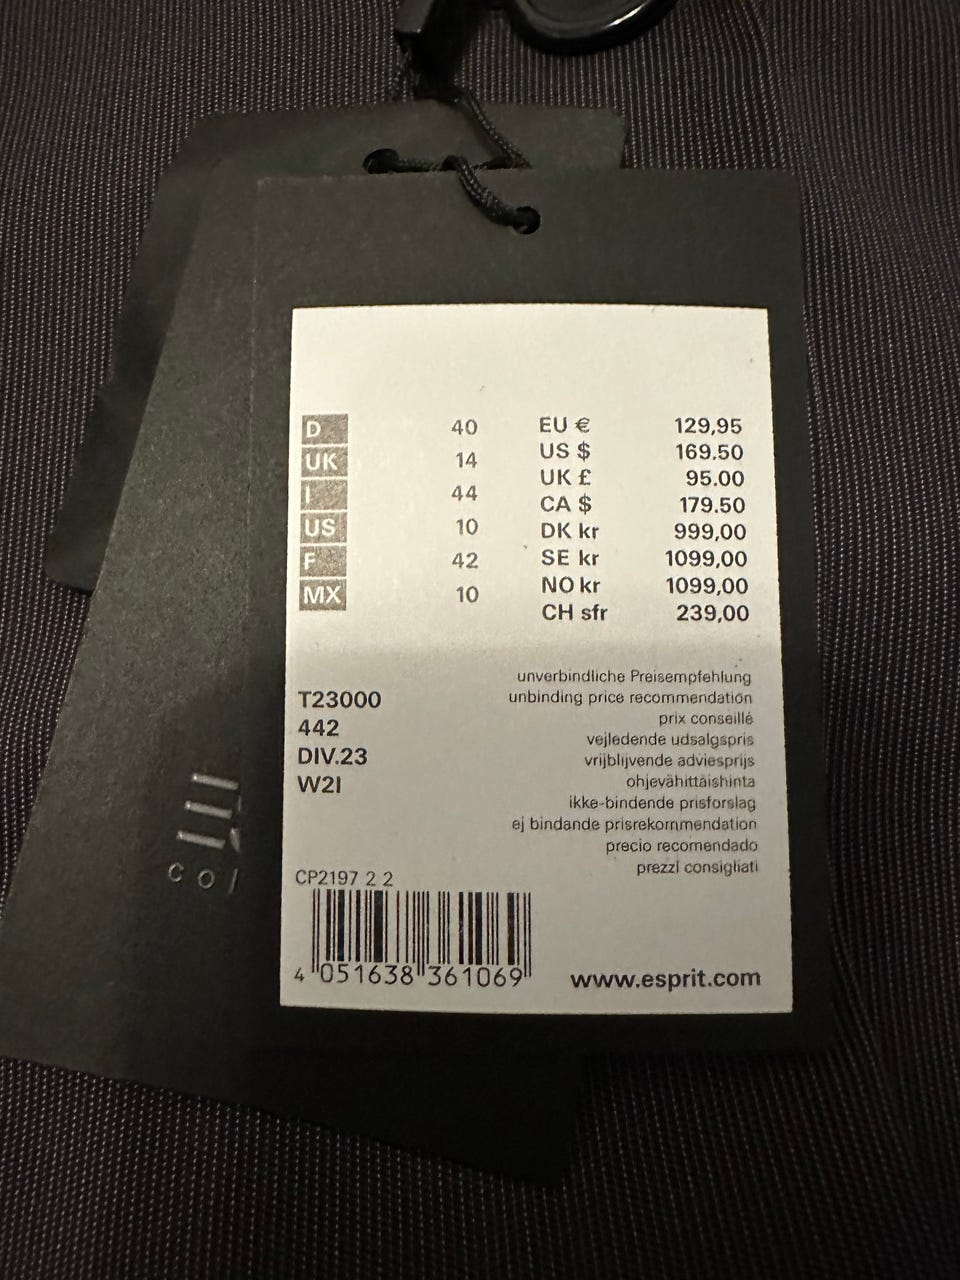 D 40
UK 14
I 44
US 10
F 42
MX 10
EU € 129,95
US $ 169.50
UK £ 95.00
CA $ 179.50
DK kr 999,00
SE kr 1099,00
NO kr 1099,00
CH sfr 239,00
T23000
442
DIV.23
W2I
unverbindliche Preisempfehlung
unbinding price recommendation
prix conseillé
vejledende udsalgspris
vrijblijvende adviesprijs
ohjevähittäishinta
ikke-bindende prisforslag
ej bindande prisrekommendation
precio recomendado
prezzi consigliati
CP2197 2 2
4 051638 361069
www.esprit.com
col